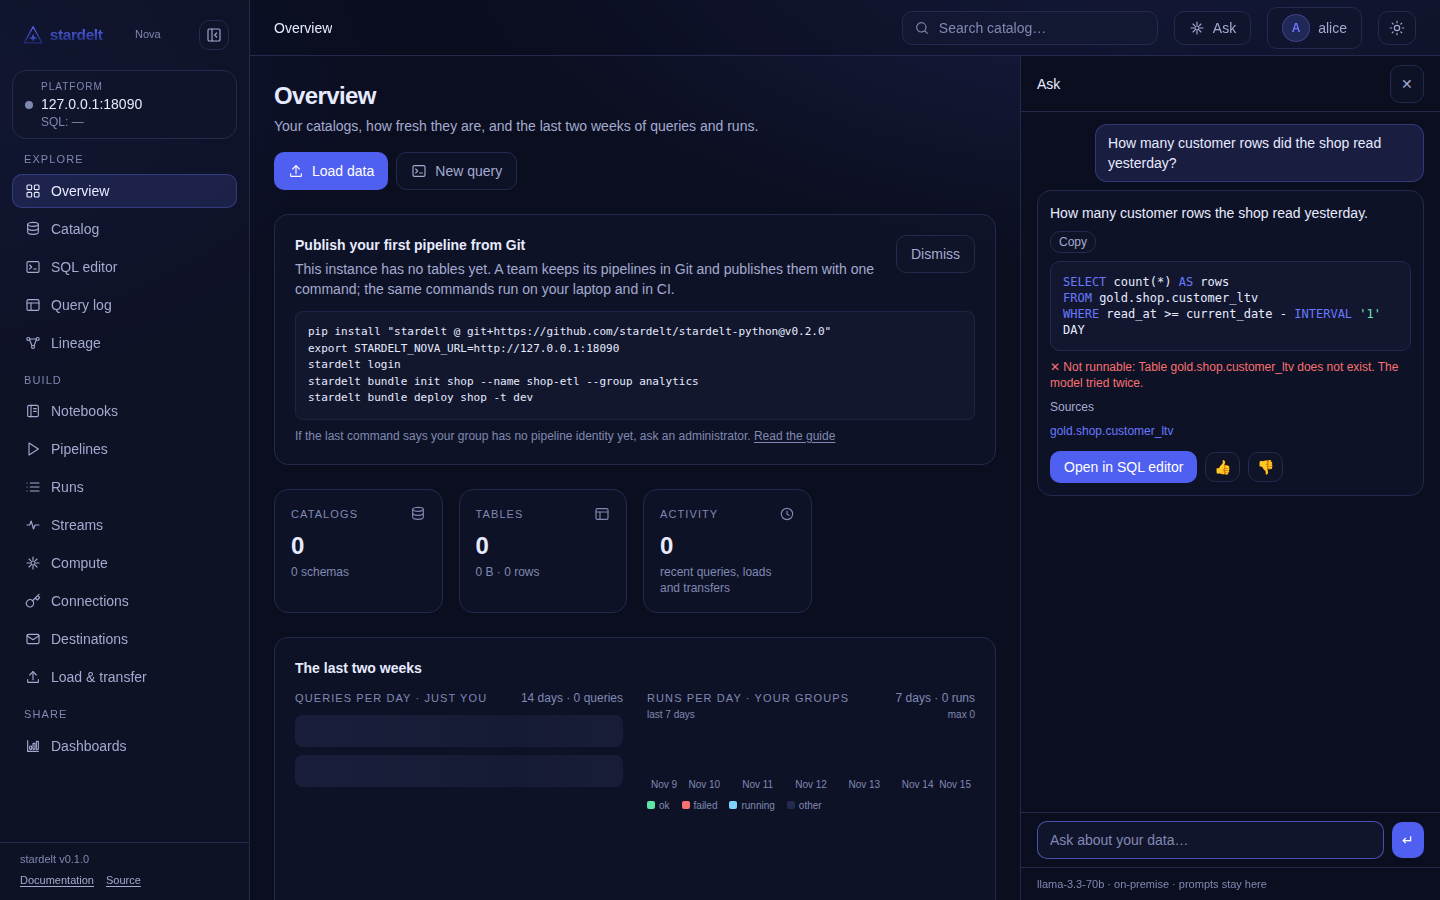 stardelt
Nova
PLATFORM
127.0.0.1:18090
SQL: —
EXPLORE
Overview
Catalog
SQL editor
Query log
Lineage
BUILD
Notebooks
Pipelines
Runs
Streams
Compute
Connections
Destinations
Load & transfer
SHARE
Dashboards
stardelt v0.1.0
Documentation Source
Overview
Search catalog…
Ask
A alice
Overview
Your catalogs, how fresh they are, and the last two weeks of queries and runs.
Load data
New query
Publish your first pipeline from Git
This instance has no tables yet. A team keeps its pipelines in Git and publishes them with one
command; the same commands run on your laptop and in CI.
Dismiss
pip install "stardelt @ git+https://github.com/stardelt/stardelt-python@v0.2.0"
export STARDELT_NOVA_URL=http://127.0.0.1:18090
stardelt login
stardelt bundle init shop --name shop-etl --group analytics
stardelt bundle deploy shop -t dev
If the last command says your group has no pipeline identity yet, ask an administrator. Read the guide
CATALOGS
0
0 schemas
TABLES
0
0 B · 0 rows
ACTIVITY
0
recent queries, loads
and transfers
The last two weeks
QUERIES PER DAY · JUST YOU
14 days · 0 queries
RUNS PER DAY · YOUR GROUPS
7 days · 0 runs
last 7 days
max 0
Nov 9 Nov 10 Nov 11 Nov 12 Nov 13 Nov 14 Nov 15
ok failed running other
Ask
✕
How many customer rows did the shop read
yesterday?
How many customer rows the shop read yesterday.
Copy
SELECT count(*) AS rows
FROM gold.shop.customer_ltv
WHERE read_at >= current_date - INTERVAL '1'
DAY
✕ Not runnable: Table gold.shop.customer_ltv does not exist. The
model tried twice.
Sources
gold.shop.customer_ltv
Open in SQL editor
Ask about your data…
llama-3.3-70b · on-premise · prompts stay here